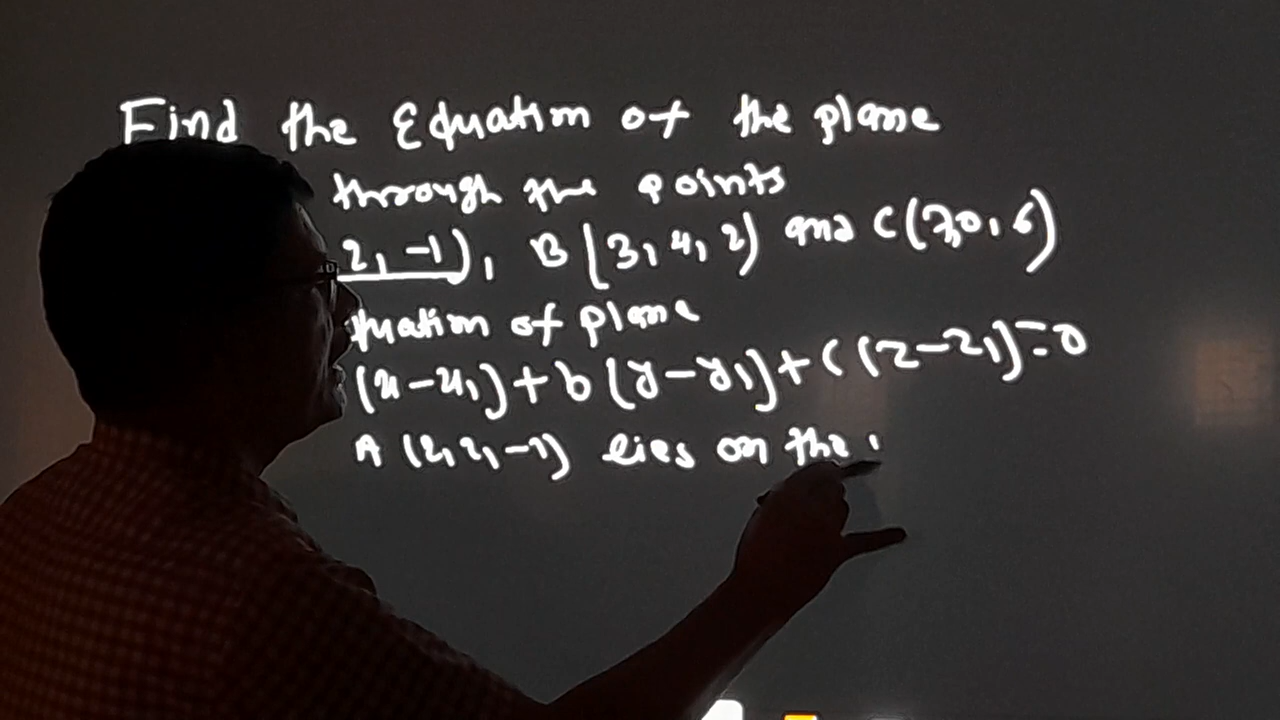 Find the Equation of the plane
through the points
2, -1), B (3, 4, 2) and C(7,0, 6)
quation of plane
(x-x1)+b(y-y1)+c(z-z1)=0
A (2, 2, -1) lies on the